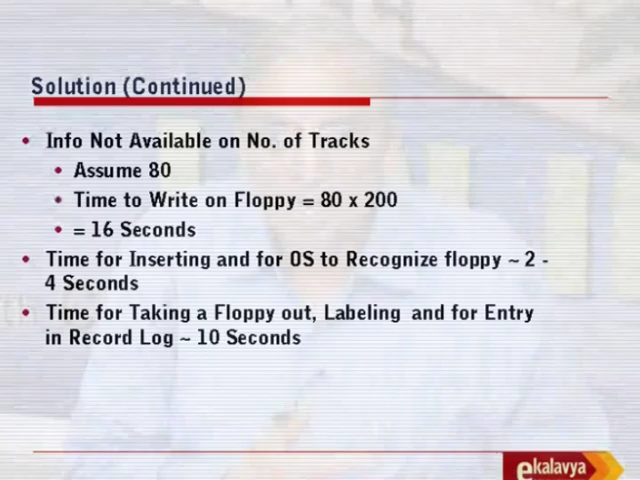 Solution (Continued)
• Info Not Available on No. of Tracks
• Assume 80
• Time to Write on Floppy = 80 x 200
• = 16 Seconds
• Time for Inserting and for OS to Recognize floppy ~ 2 -
4 Seconds
• Time for Taking a Floppy out, Labeling and for Entry
in Record Log ~ 10 Seconds
ekalavya